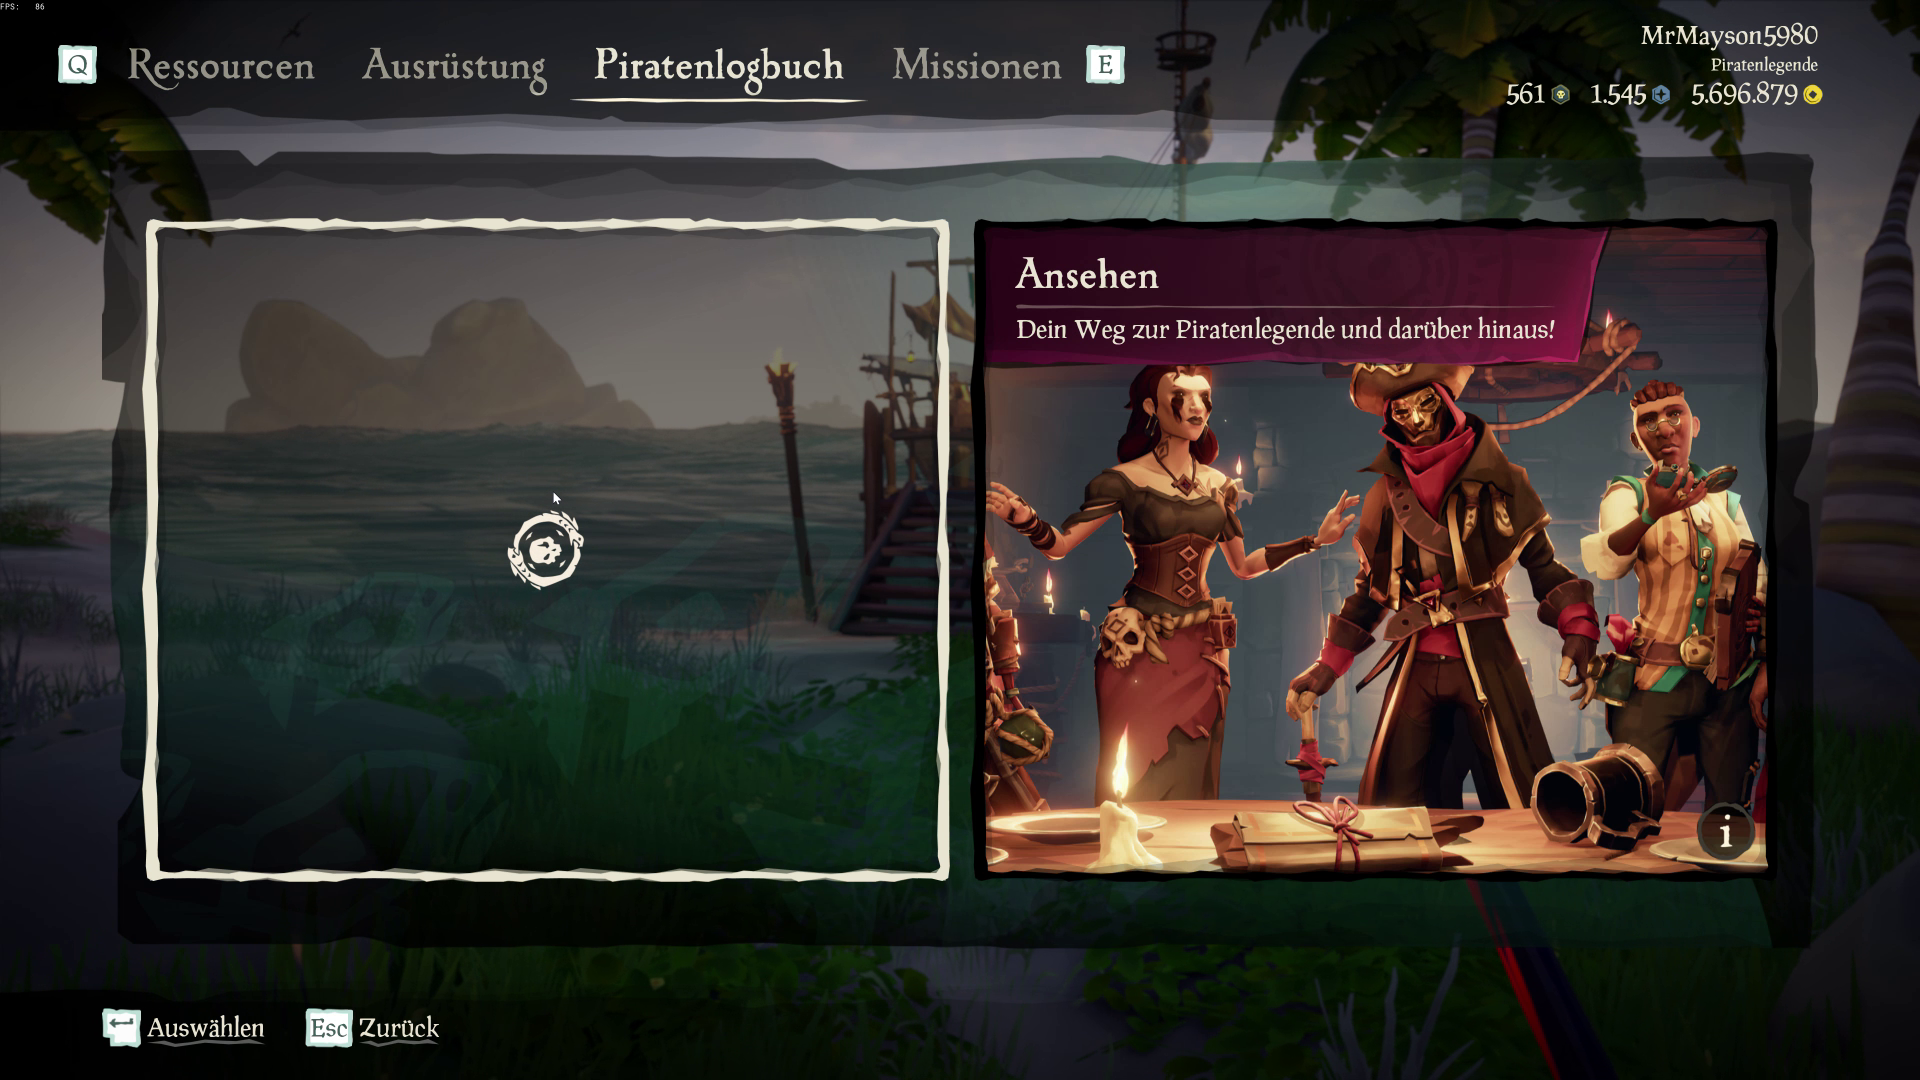 FPS: 86
Q Ressourcen Ausrüstung Piratenlogbuch Missionen E
MrMayson5980
Piratenlegende
561 1.545 5.696.879
Ansehen
Dein Weg zur Piratenlegende und darüber hinaus!
i
Auswählen Esc Zurück